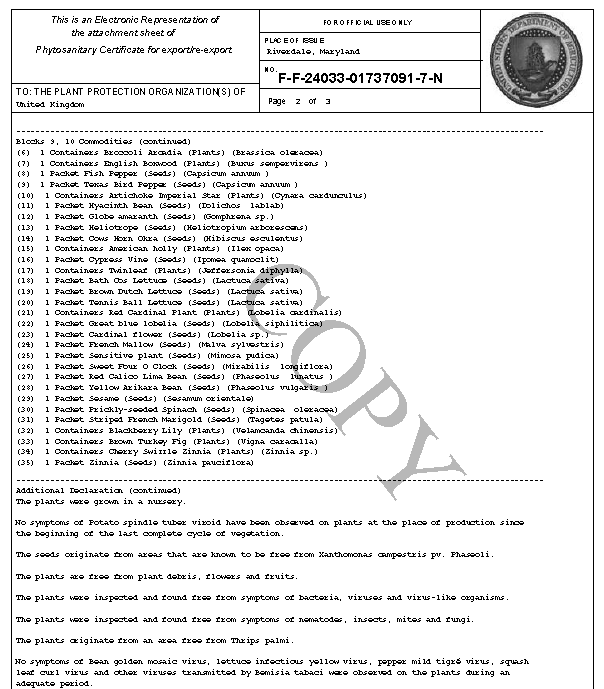 This is an Electronic Representation of
the attachment sheet of
Phytosanitary Certificate for export/re-export
TO: THE PLANT PROTECTION ORGANIZATION(S) OF
United Kingdom
FOR OFFICIAL USE ONLY
PLACE OF ISSUE
Riverdale, Maryland
NO. F-F-24033-01737091-7-N
Page 2 of 3
Blocks 9, 10 Commodities (continued)
(6) 1 Containers Broccoli Arcadia (Plants) (Brassica oleracea)
(7) 1 Containers English Boxwood (Plants) (Buxus sempervirens )
(8) 1 Packet Fish Pepper (Seeds) (Capsicum annuum )
(9) 1 Packet Texas Bird Pepper (Seeds) (Capsicum annuum )
(10) 1 Containers Artichoke Imperial Star (Plants) (Cynara cardunculus)
(11) 1 Packet Hyacinth Bean (Seeds) (Dolichos lablab)
(12) 1 Packet Globe amaranth (Seeds) (Gomphrena sp.)
(13) 1 Packet Heliotrope (Seeds) (Heliotropium arborescens)
(14) 1 Packet Cows Horn Okra (Seeds) (Hibiscus esculentus)
(15) 1 Containers American holly (Plants) (Ilex opaca)
(16) 1 Packet Cypress Vine (Seeds) (Ipomea quamoclit)
(17) 1 Containers Twinleaf (Plants) (Jeffersonia diphylla)
(18) 1 Packet Bath Cos Lettuce (Seeds) (Lactuca sativa)
(19) 1 Packet Brown Dutch Lettuce (Seeds) (Lactuca sativa)
(20) 1 Packet Tennis Ball Lettuce (Seeds) (Lactuca sativa)
(21) 1 Containers Red Cardinal Plant (Plants) (Lobelia cardinalis)
(22) 1 Packet Great blue lobelia (Seeds) (Lobelia siphilitica)
(23) 1 Packet Cardinal flower (Seeds) (Lobelia sp.)
(24) 1 Packet French Mallow (Seeds) (Malva sylvestris)
(25) 1 Packet Sensitive plant (Seeds) (Mimosa pudica)
(26) 1 Packet Sweet Four O Clock (Seeds) (Mirabilis longiflora)
(27) 1 Packet Red Calico Lima Bean (Seeds) (Phaseolus lunatus )
(28) 1 Packet Yellow Arikara Bean (Seeds) (Phaseolus vulgaris )
(29) 1 Packet Sesame (Seeds) (Sesamum orientale)
(30) 1 Packet Prickly-seeded Spinach (Seeds) (Spinacea oleracea)
(31) 1 Packet Striped French Marigold (Seeds) (Tagetes patula)
(32) 1 Containers Blackberry Lily (Plants) (Velamcanda chinensis)
(33) 1 Containers Brown Turkey Fig (Plants) (Vigna caracalla)
(34) 1 Containers Cherry Swizzle Zinnia (Plants) (Zinnia sp.)
(35) 1 Packet Zinnia (Seeds) (Zinnia pauciflora)
COPY
Additional Declaration (continued)
The plants were grown in a nursery.
No symptoms of Potato spindle tuber viroid have been observed on plants at the place of production since
the beginning of the last complete cycle of vegetation.
The seeds originate from areas that are known to be free from Xanthomonas campestris pv. Phaseoli.
The plants are free from plant debris, flowers and fruits.
The plants were inspected and found free from symptoms of bacteria, viruses and virus-like organisms.
The plants were inspected and found free from symptoms of nematodes, insects, mites and fungi.
The plants originate from an area free from Thrips palmi.
No symptoms of Bean golden mosaic virus, lettuce infectious yellow virus, pepper mild tigré virus, squash
leaf curl virus and other viruses transmitted by Bemisia tabaci were observed on the plants during an
adequate period.